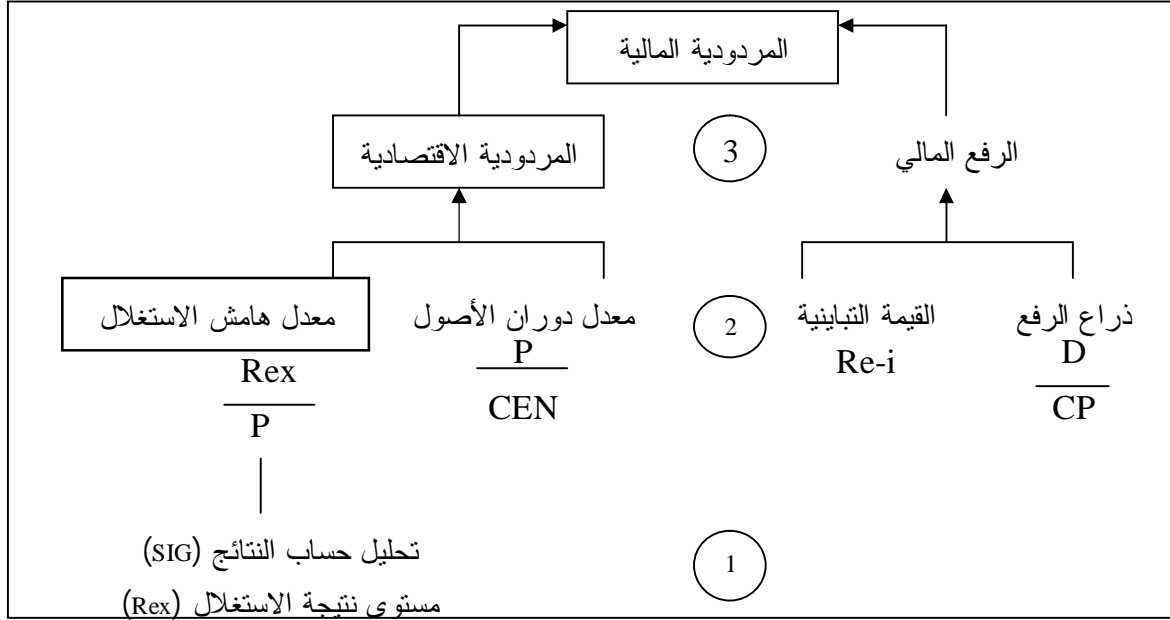 المردودية المالية
المردودية الاقتصادية
3
الرفع المالي
معدل هامش الاستغلال
Rex
P
معدل دوران الأصول
P
CEN
2
القيمة التباينية
Re-i
ذراع الرفع
D
CP
تحليل حساب النتائج (SIG)
مستوى نتيجة الاستغلال (Rex)
1